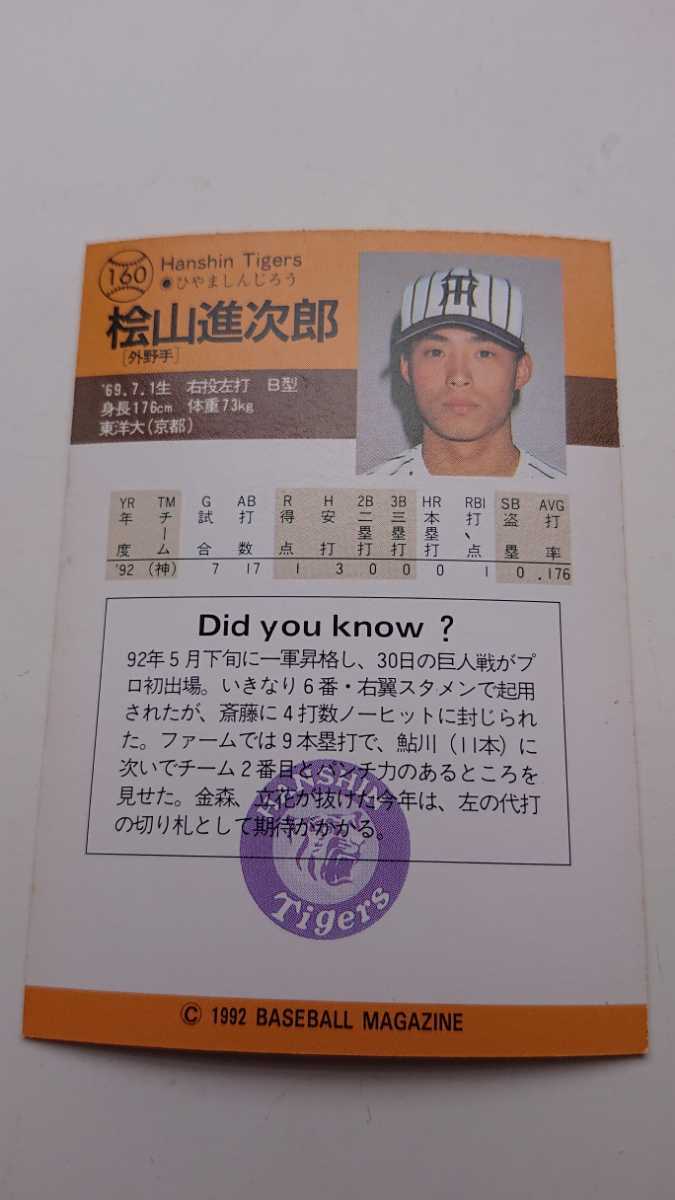 160
Hanshin Tigers
●ひやましんじろう
桧山進次郎
[外野手]
'69.7.1生 右投左打 B型
身長176cm 体重73kg
東洋大(京都)
YR TM G AB R H 2B 3B HR RBI SB AVG
年度 チーム 試合 打数 得点 安打 二塁打 三塁打 本塁打 打点 盗塁 打率
'92 (神) 7 17 1 3 0 0 0 1 0 .176
Did you know ?
92年5月下旬に一軍昇格し、30日の巨人戦がプ
ロ初出場。いきなり6番・右翼スタメンで起用
されたが、斎藤に4打数ノーヒットに封じられ
た。ファームでは9本塁打で、鮎川(11本)に
次いでチーム2番目とパンチ力のあるところを
見せた。金森、立花が抜けた今年は、左の代打
の切り札として期待がかかる。
HANSHIN
Tigers
© 1992 BASEBALL MAGAZINE